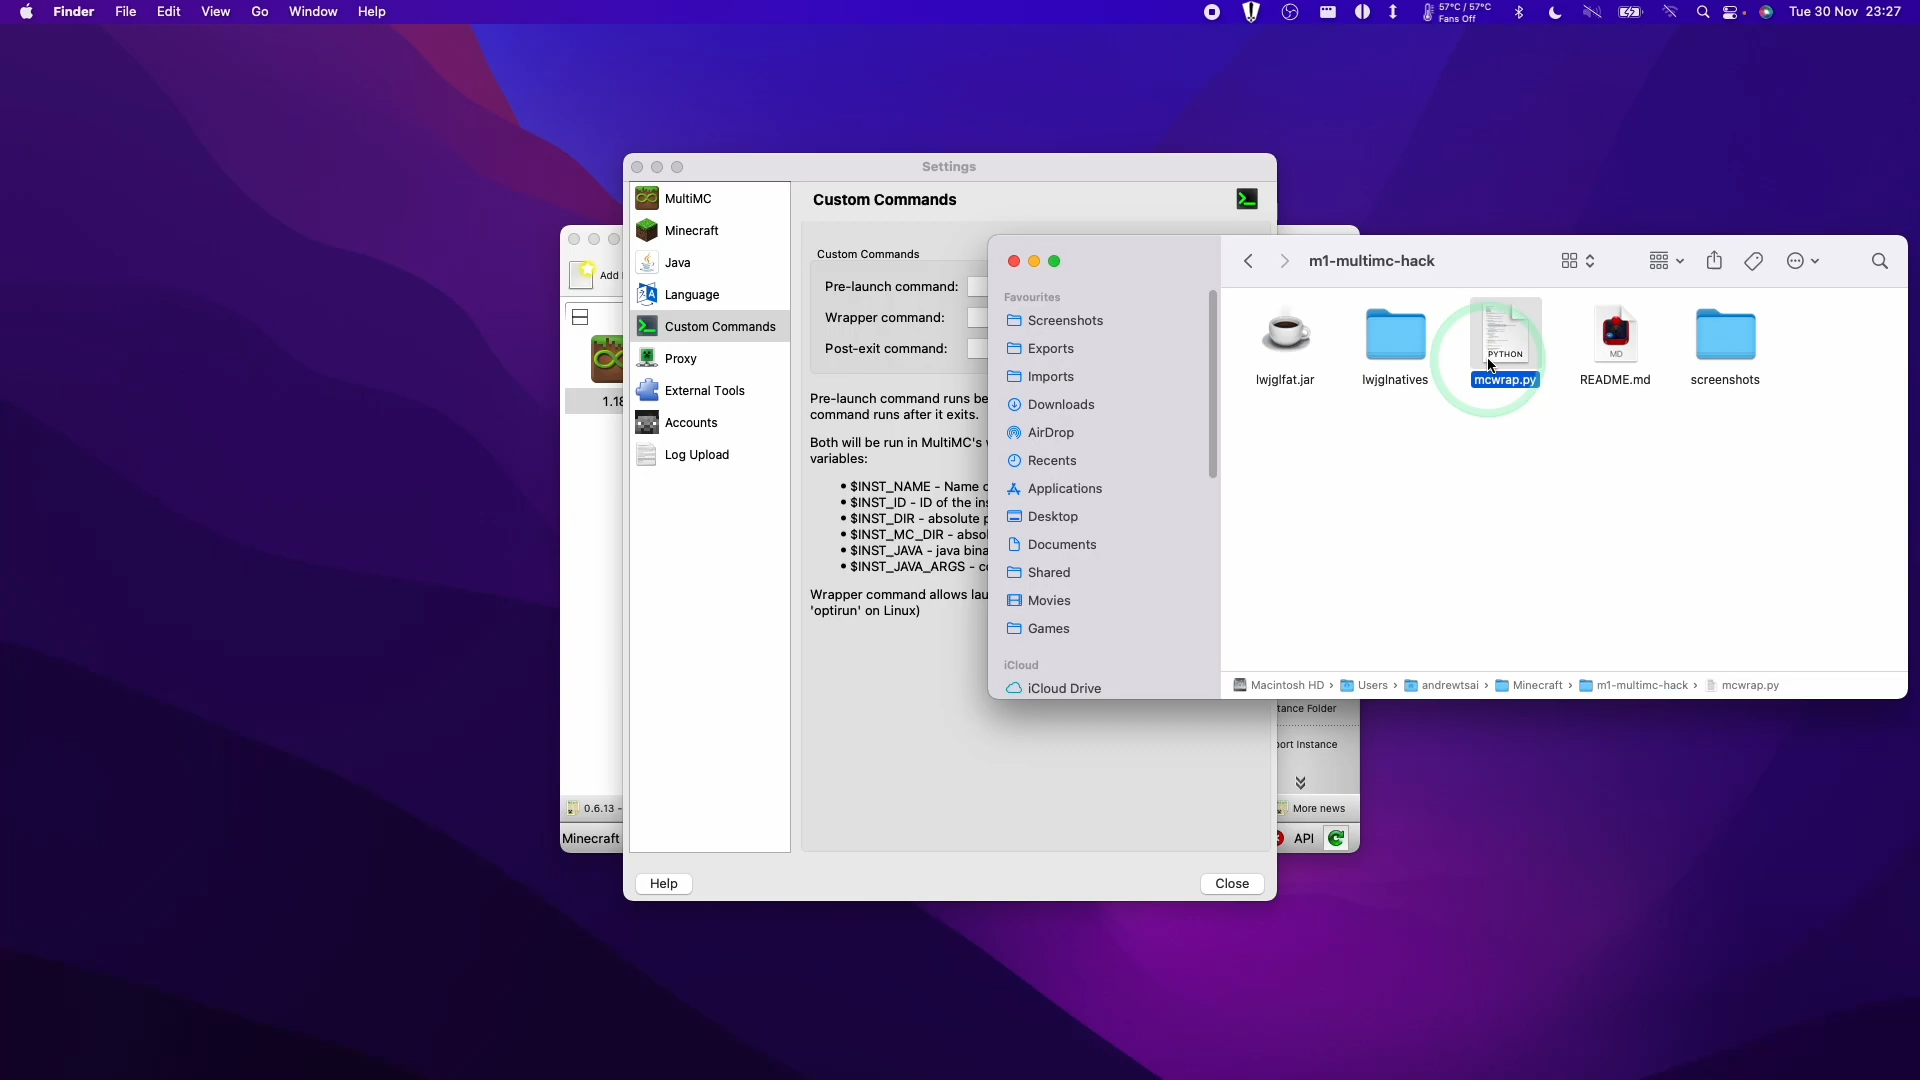 Finder File Edit View Go Window Help
57°C / 57°C
Fans Off
Tue 30 Nov 23:27
Settings
MultiMC
Minecraft
Java
Language
Custom Commands
Proxy
External Tools
Accounts
Log Upload
Custom Commands
Custom Commands
Pre-launch command:
Wrapper command:
Post-exit command:
Pre-launch command runs be
command runs after it exits.
Both will be run in MultiMC's
variables:
• $INST_NAME - Name
• $INST_ID - ID of the in
• $INST_DIR - absolute p
• $INST_MC_DIR - abso
• $INST_JAVA - java bina
• $INST_JAVA_ARGS - c
Wrapper command allows lau
'optirun' on Linux)
Help
Close
Add
1.18
0.6.13 -
Minecraft
tance Folder
port Instance
More news
API
m1-multimc-hack
Favourites
Screenshots
Exports
Imports
Downloads
AirDrop
Recents
Applications
Desktop
Documents
Shared
Movies
Games
iCloud
iCloud Drive
PYTHON
MD
lwjglfat.jar
lwjglnatives
mcwrap.py
README.md
screenshots
Macintosh HD › Users › andrewtsai › Minecraft › m1-multimc-hack › mcwrap.py